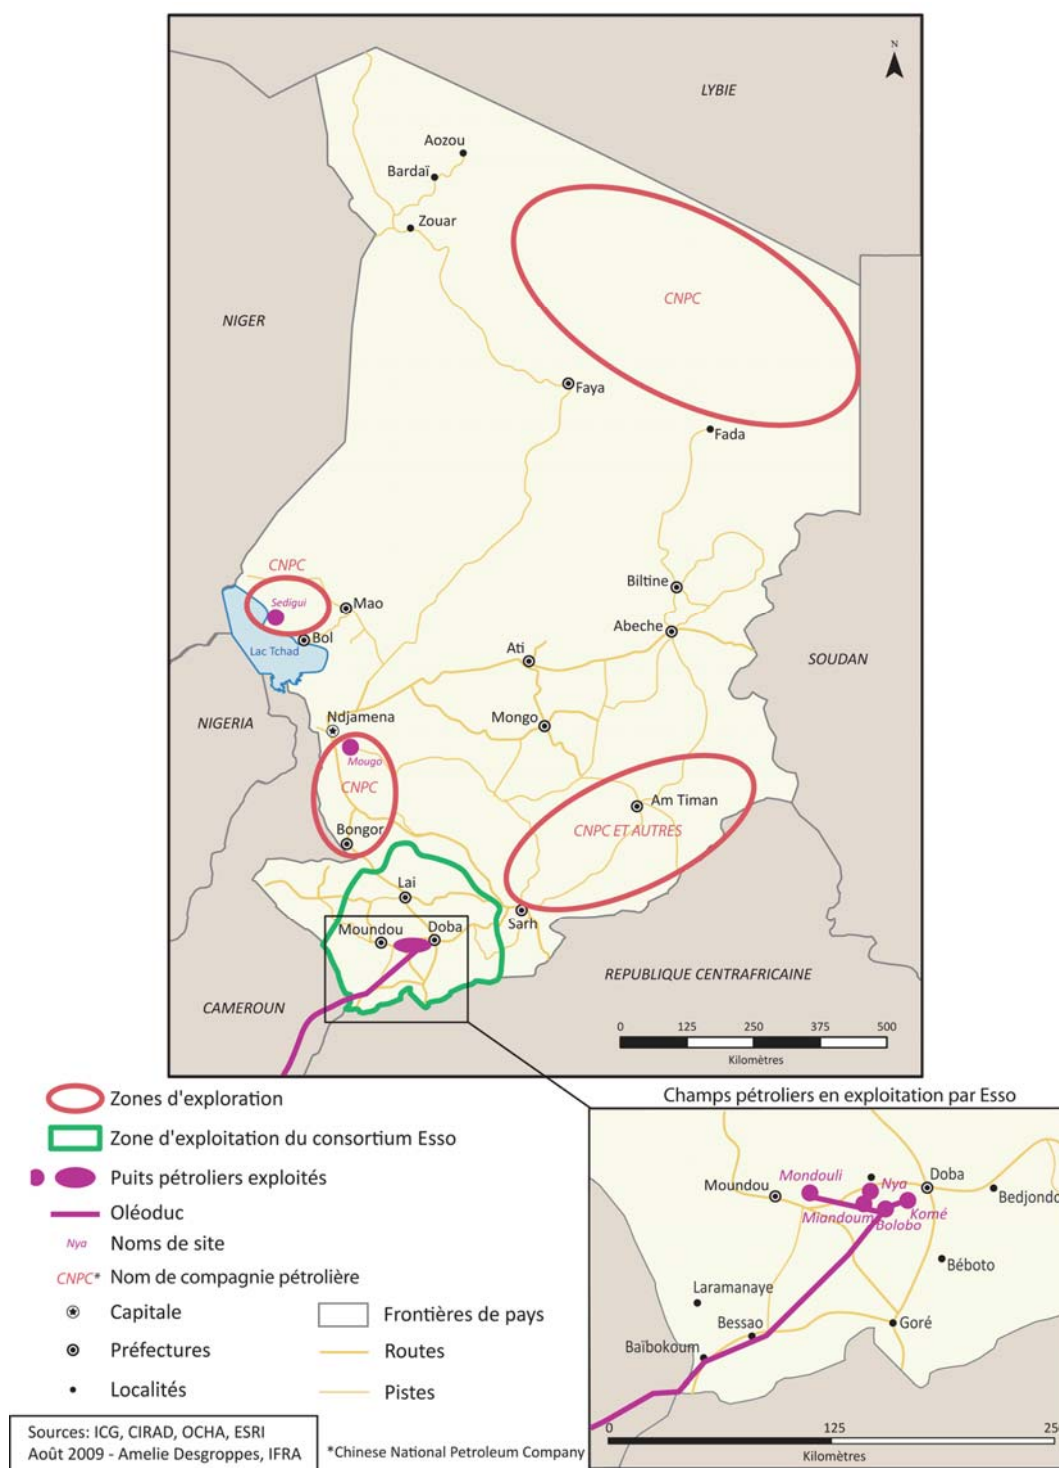 N
LYBIE
Aozou
Bardaï
Zouar
CNPC
NIGER
Faya
Fada
CNPC
Biltine
Sedigui
Mao
Abeche
Bol
Lac Tchad
Ati
SOUDAN
Ndjamena
Mongo
NIGERIA
Mougo
CNPC
Am Timan
CNPC ET AUTRES
Bongor
Lai
Sarh
Moundou
Doba
REPUBLIQUE CENTRAFRICAINE
CAMEROUN
0 125 250 375 500
Kilomètres
Zones d'exploration
Zone d'exploitation du consortium Esso
Puits pétroliers exploités
Oléoduc
Nya Noms de site
CNPC* Nom de compagnie pétrolière
Capitale
Frontières de pays
Préfectures
Routes
Localités
Pistes
Sources: ICG, CIRAD, OCHA, ESRI
Août 2009 - Amelie Desgroppes, IFRA
*Chinese National Petroleum Company
Champs pétroliers en exploitation par Esso
Mondouli
Nya
Doba
Moundou
Bedjondo
Miandoum
Bolobo
Komé
Béboto
Laramanaye
Bessao
Goré
Baïbokoum
0 125 250
Kilomètres